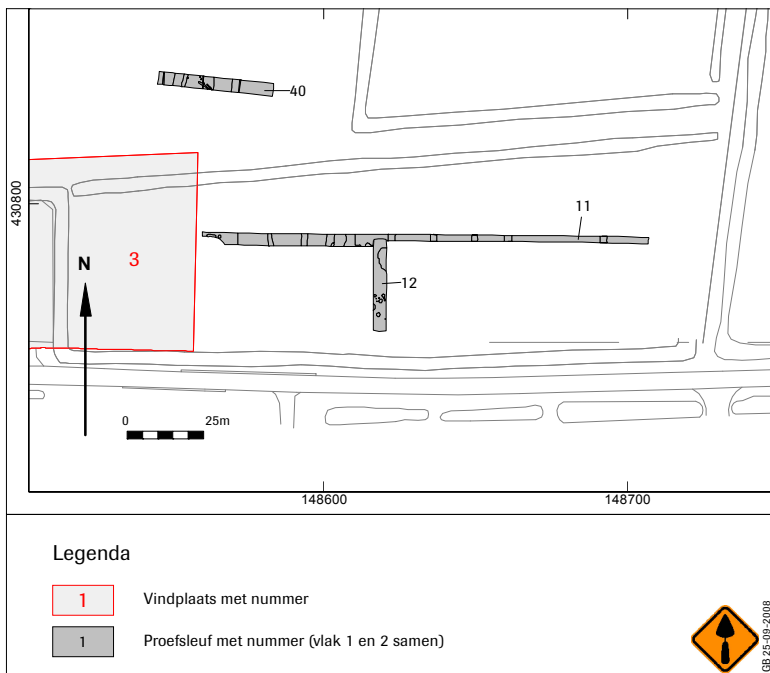 40
430800
11
3
N
12
0 25m
148600 148700
Legenda
1 Vindplaats met nummer
1 Proefsleuf met nummer (vlak 1 en 2 samen)
GB 25-09-2008